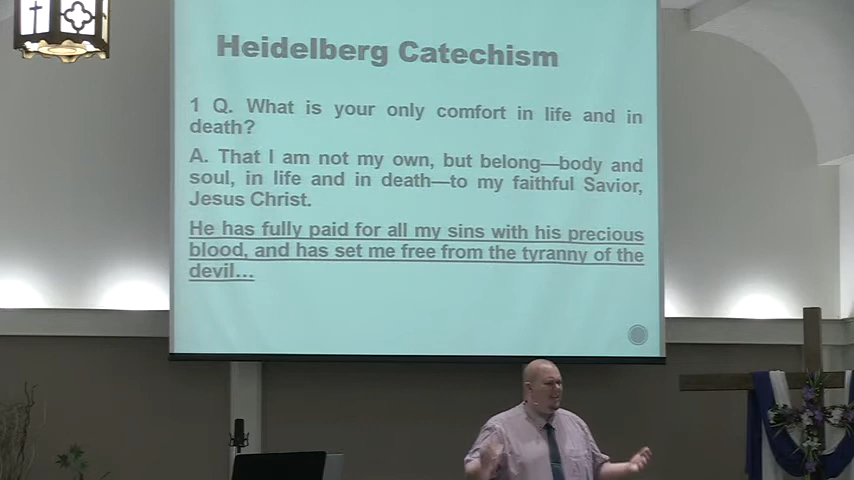 Heidelberg Catechism
1 Q. What is your only comfort in life and in
death?
A. That I am not my own, but belong—body and
soul, in life and in death—to my faithful Savior,
Jesus Christ.
He has fully paid for all my sins with his precious
blood, and has set me free from the tyranny of the
devil…